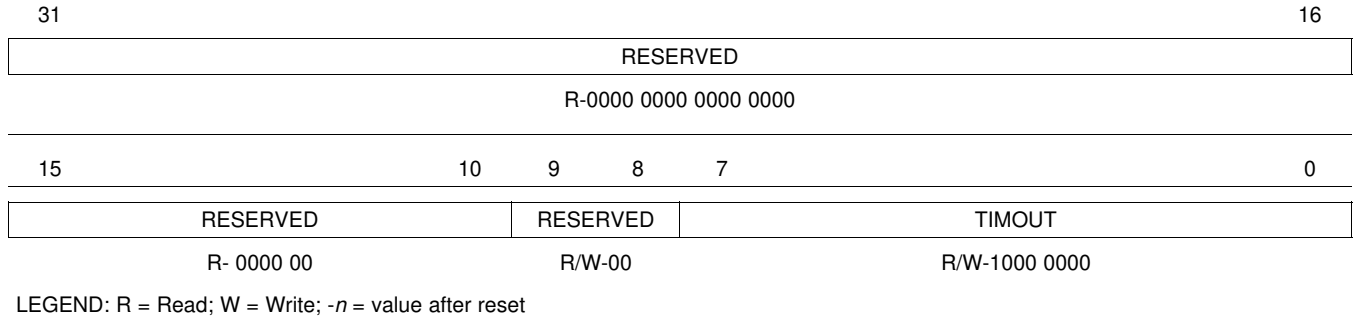 31 16
RESERVED
R-0000 0000 0000 0000
15 10 9 8 7 0
RESERVED RESERVED TIMOUT
R- 0000 00 R/W-00 R/W-1000 0000
LEGEND: R = Read; W = Write; -n = value after reset